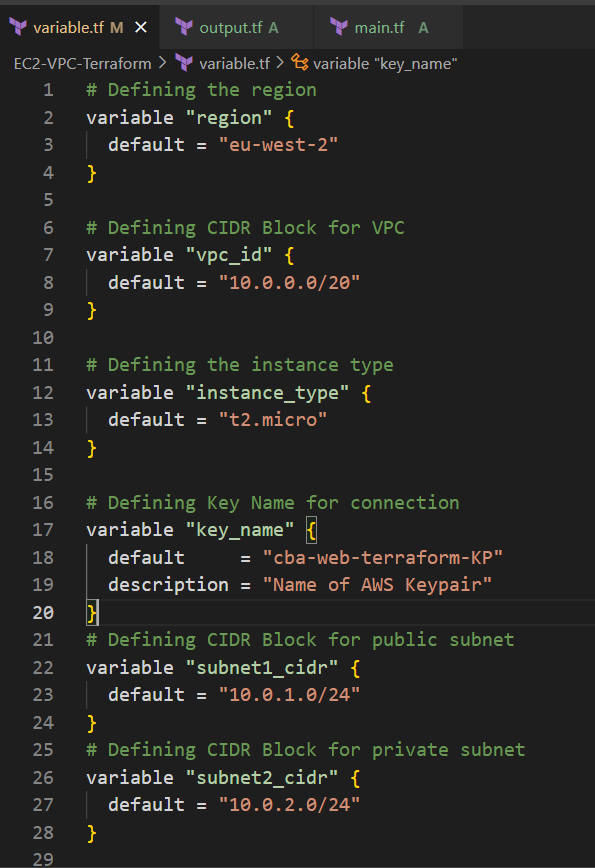 variable.tf M ✕ output.tf A main.tf A
EC2-VPC-Terraform > variable.tf > variable "key_name"
1 # Defining the region
2 variable "region" {
3 default = "eu-west-2"
4 }
5
6 # Defining CIDR Block for VPC
7 variable "vpc_id" {
8 default = "10.0.0.0/20"
9 }
10
11 # Defining the instance type
12 variable "instance_type" {
13 default = "t2.micro"
14 }
15
16 # Defining Key Name for connection
17 variable "key_name" {
18 default     = "cba-web-terraform-KP"
19 description = "Name of AWS Keypair"
20 }
21 # Defining CIDR Block for public subnet
22 variable "subnet1_cidr" {
23 default = "10.0.1.0/24"
24 }
25 # Defining CIDR Block for private subnet
26 variable "subnet2_cidr" {
27 default = "10.0.2.0/24"
28 }
29